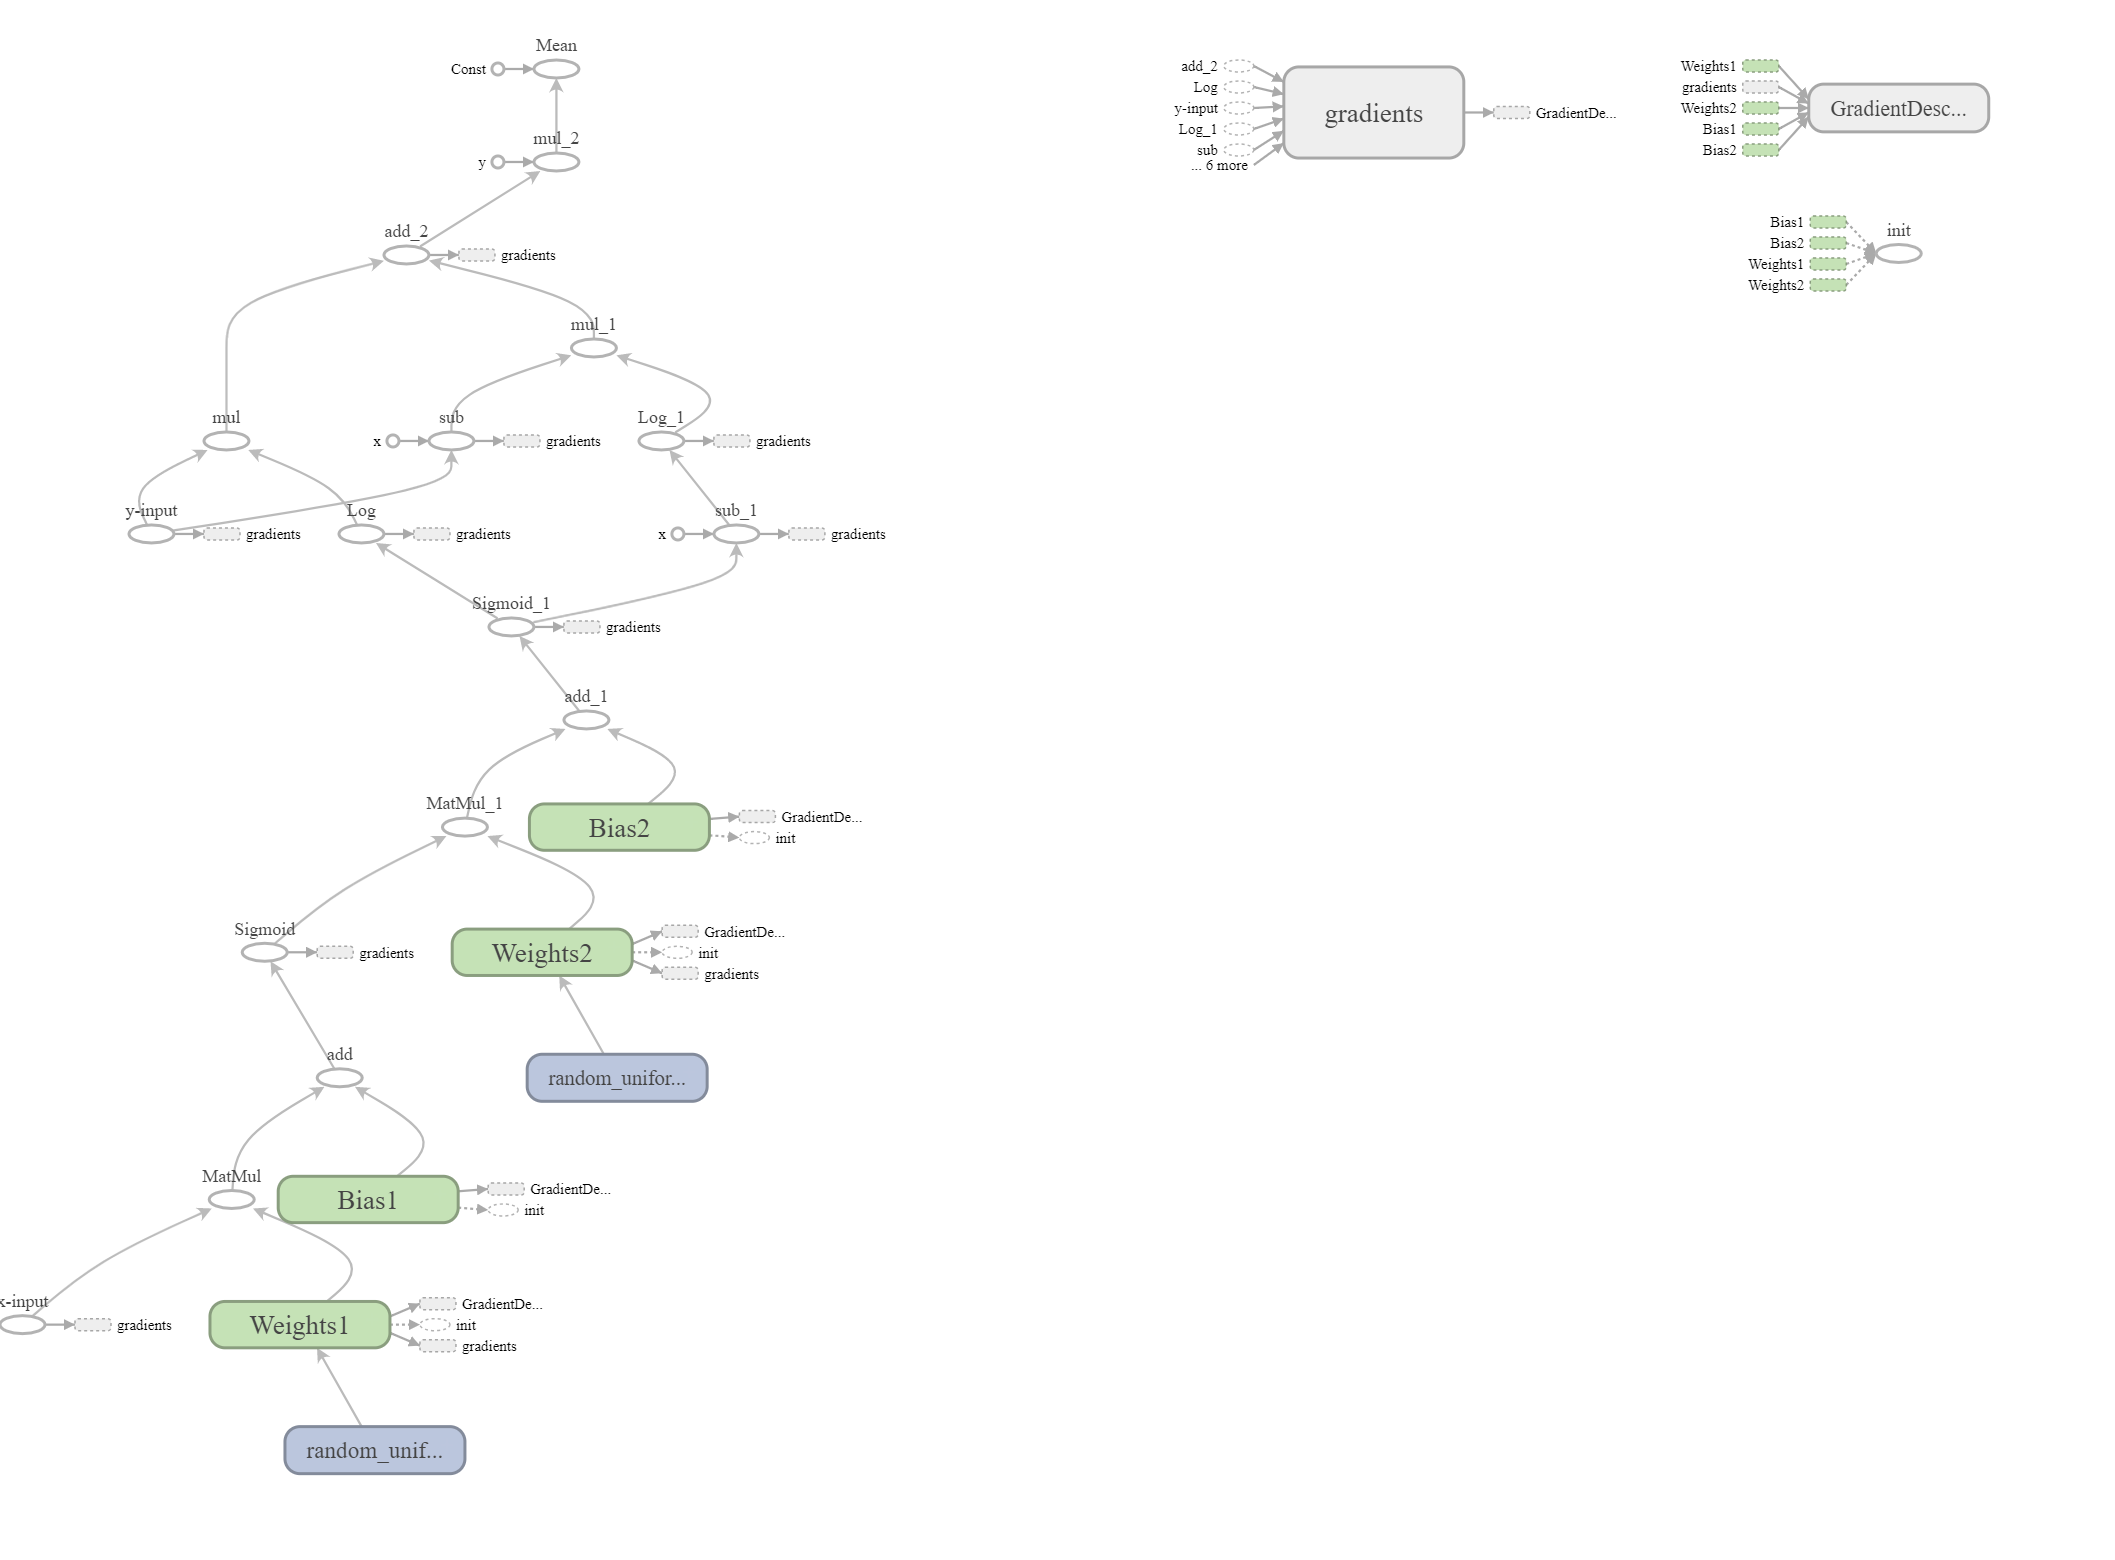 Mean
Const
mul_2
y
add_2
gradients
mul_1
mul
sub
Log_1
x
gradients
gradients
y-input
Log
sub_1
gradients
gradients
x
gradients
Sigmoid_1
gradients
add_1
MatMul_1
Bias2
GradientDe...
init
Sigmoid
gradients
Weights2
GradientDe...
init
gradients
add
random_unifor...
MatMul
Bias1
GradientDe...
init
x-input
gradients
Weights1
GradientDe...
init
gradients
random_unif...
add_2
Log
y-input
Log_1
sub
... 6 more
gradients
GradientDe...
Weights1
gradients
Weights2
Bias1
Bias2
GradientDesc...
Bias1
Bias2
Weights1
Weights2
init